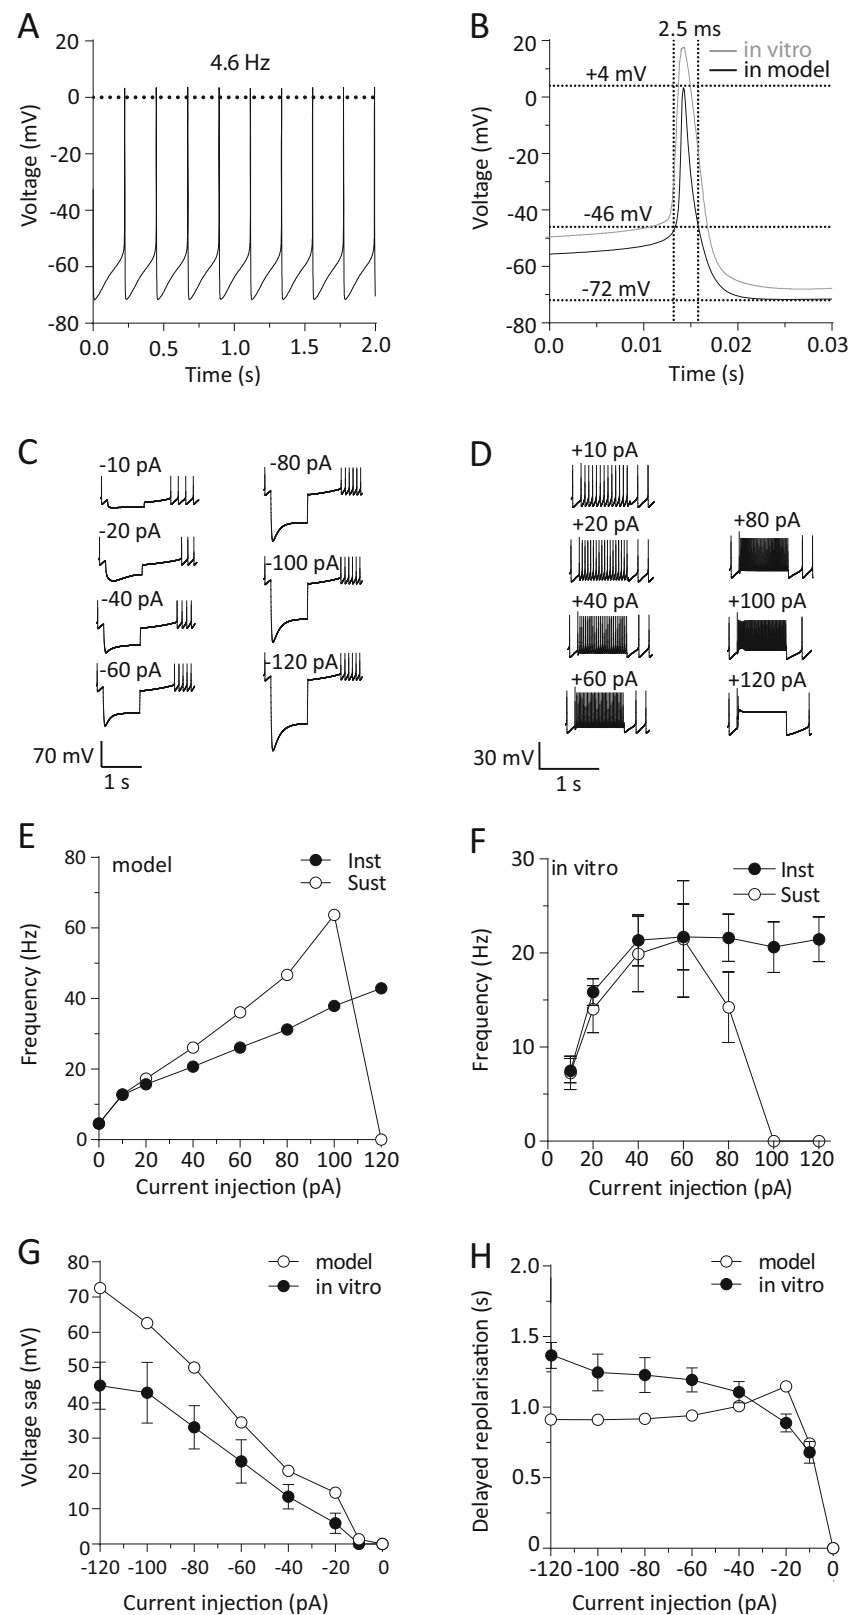 A
4.6 Hz
20
0
-20
-40
-60
-80
Voltage (mV)
0.0 0.5 1.0 1.5 2.0
Time (s)
B
2.5 ms
in vitro
in model
+4 mV
-46 mV
-72 mV
20
0
-20
-40
-60
-80
Voltage (mV)
0.0 0.01 0.02 0.03
Time (s)
C
-10 pA
-20 pA
-40 pA
-60 pA
-80 pA
-100 pA
-120 pA
70 mV
1 s
D
+10 pA
+20 pA
+40 pA
+60 pA
+80 pA
+100 pA
+120 pA
30 mV
1 s
E
model
Inst
Sust
80
60
40
20
0
Frequency (Hz)
0 20 40 60 80 100 120
Current injection (pA)
F
in vitro
Inst
Sust
30
20
10
0
Frequency (Hz)
0 20 40 60 80 100 120
Current injection (pA)
G
model
in vitro
80
70
60
50
40
30
20
10
0
Voltage sag (mV)
-120 -100 -80 -60 -40 -20 0
Current injection (pA)
H
model
in vitro
2.0
1.5
1.0
0.5
0
Delayed repolarisation (s)
-120 -100 -80 -60 -40 -20 0
Current injection (pA)